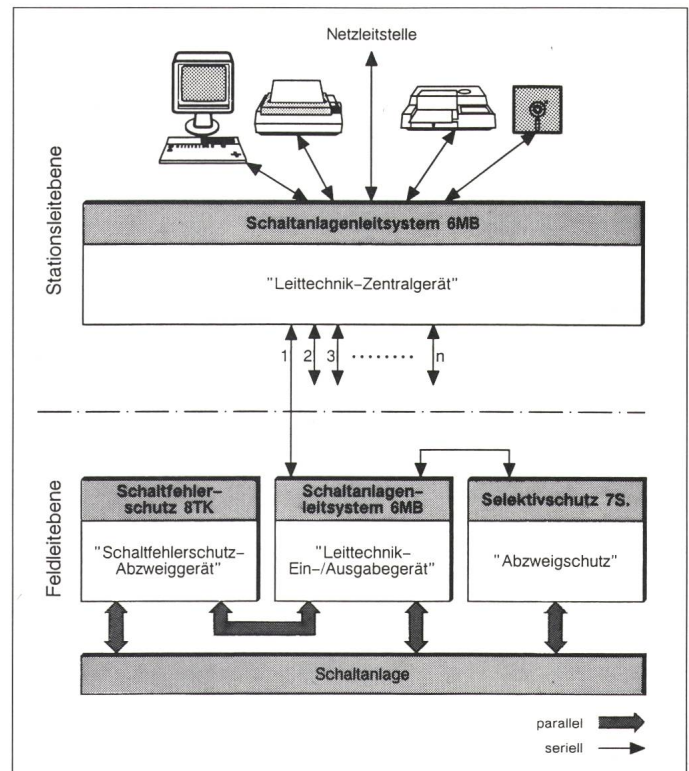 Netzleitstelle
Stationsleitebene
Schaltanlagenleitsystem 6MB
"Leittechnik-Zentralgerät"
1 2 3 ········ n
Feldleitebene
Schaltfehler-
schutz 8TK
"Schaltfehlerschutz-
Abzweiggerät"
Schaltanlagen-
leitsystem 6MB
"Leittechnik-
Ein-/Ausgabegerät"
Selektivschutz 7S.
"Abzweigschutz"
Schaltanlage
parallel
seriell